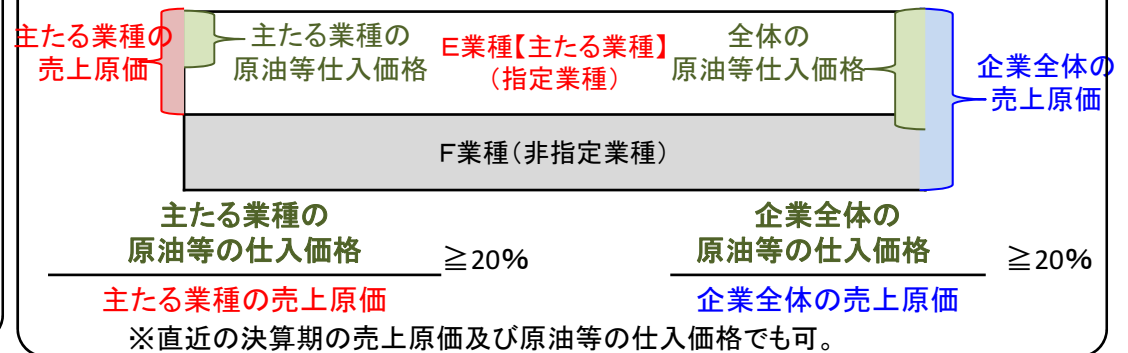 主たる業種の
売上原価
主たる業種の
原油等仕入価格
E業種【主たる業種】
(指定業種)
全体の
原油等仕入価格
企業全体の
売上原価
F業種(非指定業種)
主たる業種の
原油等の仕入価格
≧20%
主たる業種の売上原価
企業全体の
原油等の仕入価格
≧20%
企業全体の売上原価
※直近の決算期の売上原価及び原油等の仕入価格でも可。